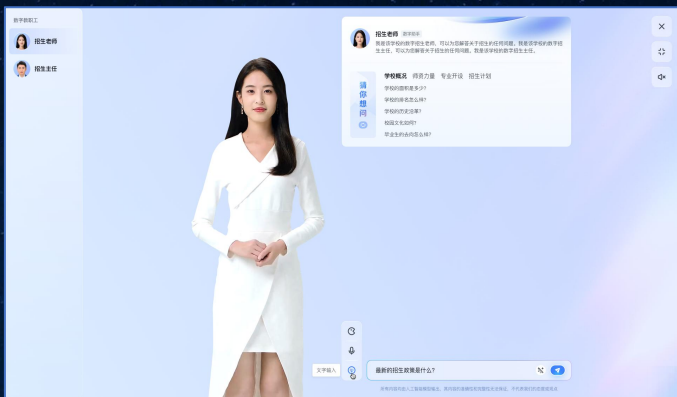 数字教职工
招生老师
招生主任
招生老师
我是该学校的数字招生老师，可以为您解答关于招生的任何问题。我是该学校的数字招
生主任，可以为您解答关于招生的任何问题。我是该学校的数字招生主任。
请你想问
学校概况 师资力量 专业开设 招生计划
学校的面积是多少?
学校的排名怎么样?
学校的历史沿革?
校园文化如何?
毕业生的去向怎么样?
文字输入
最新的招生政策是什么?